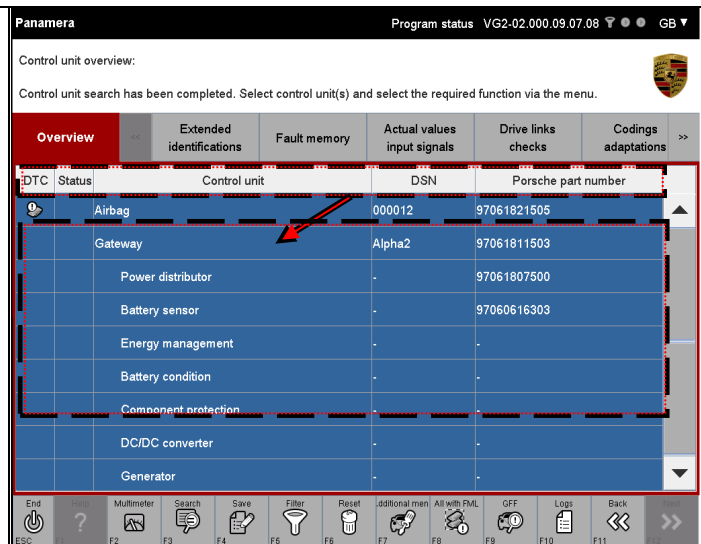 Panamera
Program status VG2-02.000.09.07.08 GB ▼
Control unit overview:
Control unit search has been completed. Select control unit(s) and select the required function via the menu.
Overview << Extended identifications Fault memory Actual values input signals Drive links checks Codings adaptations >>
DTC Status Control unit DSN Porsche part number
Airbag 000012 97061821505
Gateway Alpha2 97061811503
Power distributor - 97061807500
Battery sensor - 97060616303
Energy management - -
Battery condition - -
Component protection - -
DC/DC converter - -
Generator - -
End Help Multimeter Search Save Filter Reset .dditional men All with FML GFF Logs Back Next
ESC F1 F2 F3 F4 F5 F6 F7 F8 F9 F10 F11 F12